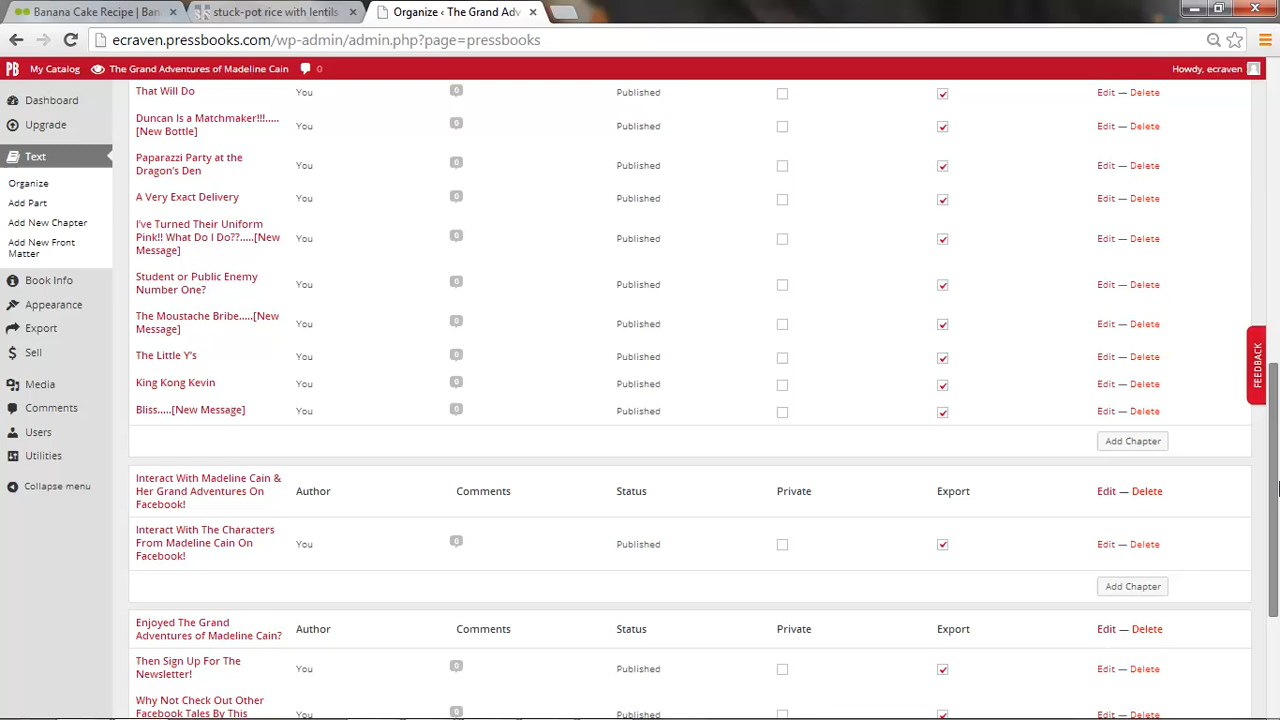 Banana Cake Recipe | Ban
stuck-pot rice with lentils
Organize ‹ The Grand Adv
ecraven.pressbooks.com/wp-admin/admin.php?page=pressbooks
PB My Catalog The Grand Adventures of Madeline Cain 0 Howdy, ecraven
Dashboard
Upgrade
Text
Organize
Add Part
Add New Chapter
Add New Front
Matter
Book Info
Appearance
Export
Sell
Media
Comments
Users
Utilities
Collapse menu
That Will Do You 0 Published Edit — Delete
Duncan Is a Matchmaker!!!.....
[New Bottle] You 0 Published Edit — Delete
Paparazzi Party at the
Dragon's Den You 0 Published Edit — Delete
A Very Exact Delivery You 0 Published Edit — Delete
I've Turned Their Uniform
Pink!! What Do I Do??.....[New
Message] You 0 Published Edit — Delete
Student or Public Enemy
Number One? You 0 Published Edit — Delete
The Moustache Bribe.....[New
Message] You 0 Published Edit — Delete
The Little Y's You 0 Published Edit — Delete
King Kong Kevin You 0 Published Edit — Delete
Bliss.....[New Message] You 0 Published Edit — Delete
Add Chapter
Interact With Madeline Cain &
Her Grand Adventures On
Facebook! Author Comments Status Private Export Edit — Delete
Interact With The Characters
From Madeline Cain On
Facebook! You 0 Published Edit — Delete
Add Chapter
Enjoyed The Grand
Adventures of Madeline Cain? Author Comments Status Private Export Edit — Delete
Then Sign Up For The
Newsletter! You 0 Published Edit — Delete
Why Not Check Out Other
Facebook Tales By This You 0 Published Edit — Delete
FEEDBACK